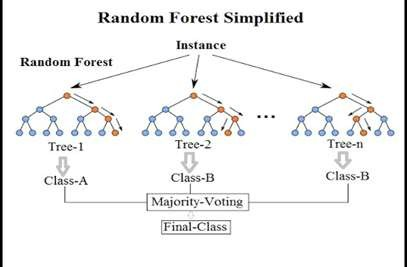 Random Forest Simplified
Instance
Random Forest
Tree-1
Tree-2
...
Tree-n
Class-A
Class-B
Class-B
Majority-Voting
Final-Class